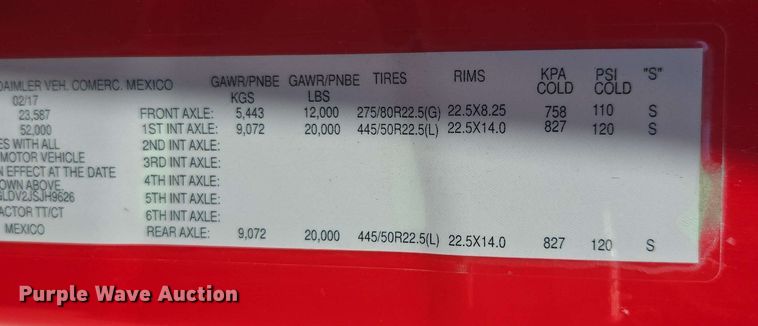 DAIMLER VEH. COMERC. MEXICO GAWR/PNBE GAWR/PNBE TIRES RIMS KPA PSI "S"
02/17 KGS LBS COLD COLD
23,587 FRONT AXLE: 5,443 12,000 275/80R22.5(G) 22.5X8.25 758 110 S
52,000 1ST INT AXLE: 9,072 20,000 445/50R22.5(L) 22.5X14.0 827 120 S
ES WITH ALL 2ND INT AXLE:
MOTOR VEHICLE 3RD INT AXLE:
N EFFECT AT THE DATE 4TH INT AXLE:
OWN ABOVE. 5TH INT AXLE:
GLDV2JSJH9626
ACTOR TT/CT 6TH INT AXLE:
MEXICO REAR AXLE: 9,072 20,000 445/50R22.5(L) 22.5X14.0 827 120 S
Purple Wave Auction